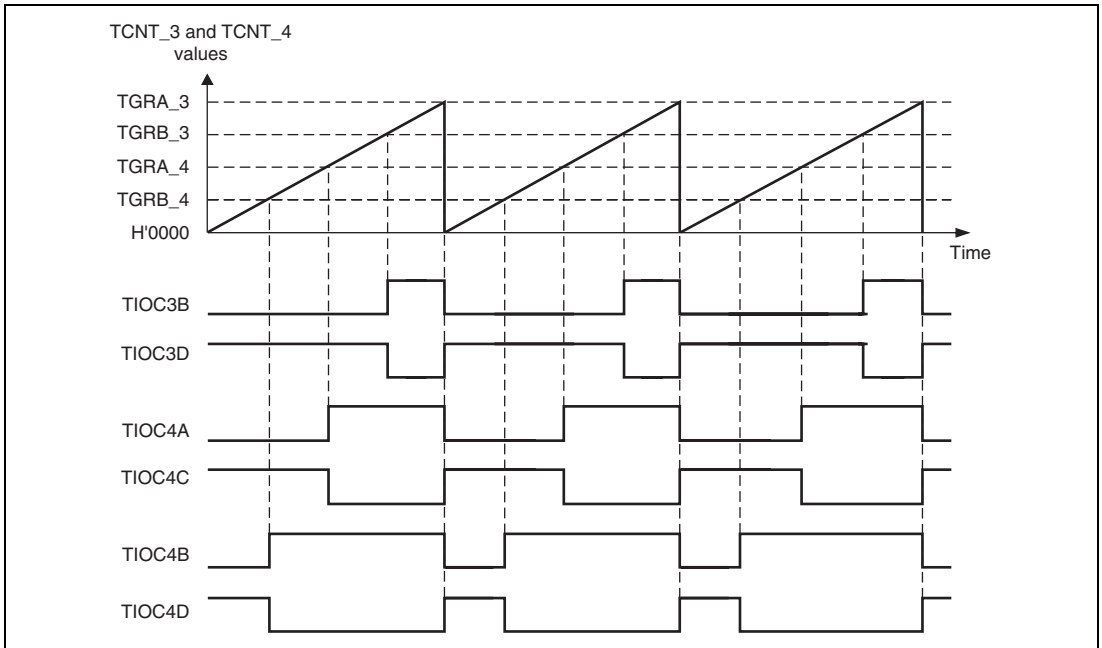 TCNT_3 and TCNT_4
values
TGRA_3
TGRB_3
TGRA_4
TGRB_4
H'0000
Time
TIOC3B
TIOC3D
TIOC4A
TIOC4C
TIOC4B
TIOC4D